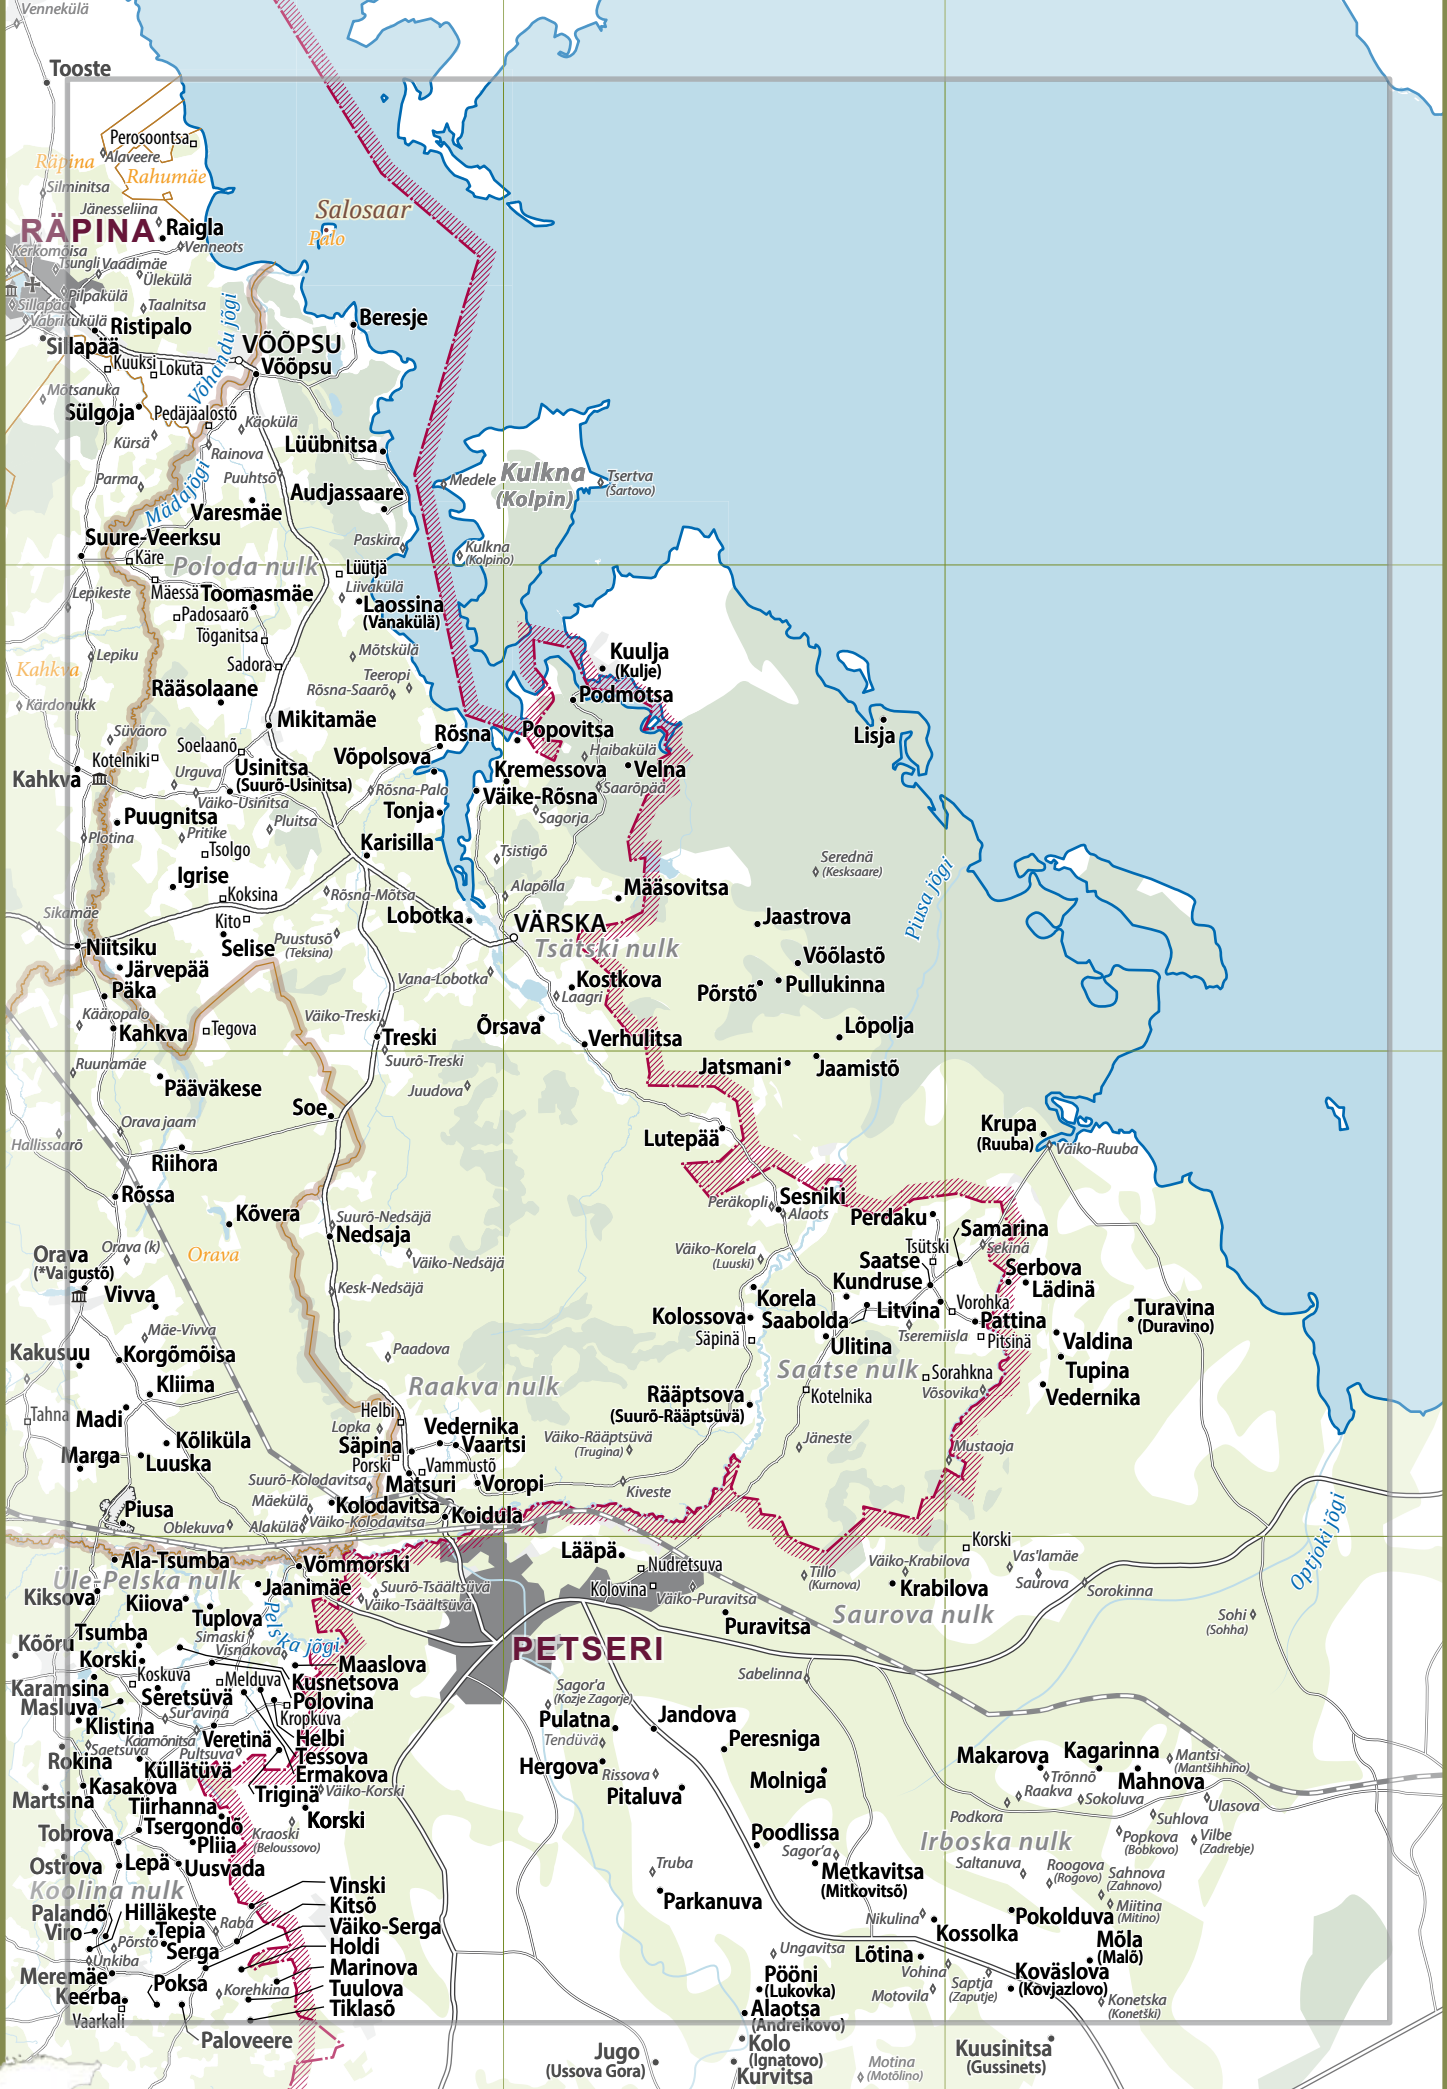 Vennekülä
Tooste
Perosoontsa
Alaveere
Räpina
Rahumäe
Silminitsa
Jänesseliina
Salosaar
Palo
RÄPINA
Raigla
Venneots
Kerkomõisa
Tsungli
Vaadimäe
Ülekülä
Pilpakülä
Sillapää
Taalnitsa
Vabrikukülä
Ristipalo
Beresje
Sillapää
VÕÕPSU
Võõpsu
Võhandu jõgi
Kuuksi
Lokuta
Mõtsanuka
Sülgoja
Pedäjäalostõ
Käokülä
Kürsä
Rainova
Lüübnitsa
Kulkna
(Kolpin)
Medele
Tsertva
(Šartovo)
Parma
Puuhtsõ
Mädajõgi
Audjassaare
Varesmäe
Suure-Veerksu
Käre
Paskira
Kulkna
(Kolpino)
Poloda nulk
Lüütjä
Liivakülä
Mäessä
Toomasmäe
Lepikeste
Padosaarõ
Laossina
(Vanakülä)
Töganitsa
Lepiku
Mõtskülä
Kuulja
(Kulje)
Kahkva
Sadora
Teeropi
Rääsolaane
Rõsna-Saarõ
Podmotsa
Kärdonukk
Mikitamäe
Süväoro
Rõsna
Popovitsa
Lisja
Soelaanõ
Haibakülä
Kotelniki
Võpolsova
Usinitsa
(Suurõ-Usinitsa)
Kahkva
Urguva
Kremessova
Velna
Rõsna-Palo
Saarõpää
Väiko-Usinitsa
Väike-Rõsna
Puugnitsa
Tonja
Sagorja
Pluitsa
Plotina
Pritike
Tsolgo
Karisilla
Tsistigõ
Serednä
(Kesksaare)
Igrise
Koksina
Rõsna-Mõtsa
Alapõlla
Määsovitsa
Piusa jõgi
Sikamäe
Kito
Lobotka
VÄRSKA
Jaastrova
Niitsiku
Selise
Puustusõ
(Teksina)
Tsätski nulk
Võõlastõ
Järvepää
Vana-Lobotka
Kostkova
Põrstõ
Pullukinna
Päka
Laagri
Kääropalo
Väiko-Treski
Kahkva
Tegova
Treski
Õrsava
Verhulitsa
Lõpolja
Suurõ-Treski
Jatsmani
Jaamistõ
Ruunamäe
Pääväkese
Juudova
Soe
Orava jaam
Hallissaarõ
Lutepää
Krupa
(Ruuba)
Väiko-Ruuba
Riihora
Rõssa
Peräkopli
Sesniki
Alaots
Kõvera
Suurõ-Nedsäjä
Perdaku
Nedsaja
Tsütski
Samarina
Sekinä
Orava (k)
Orava
Väiko-Korela
(Luuski)
Orava
(*Vaigustõ)
Väiko-Nedsäjä
Saatse
Serbova
Kesk-Nedsäjä
Kundruse
Lädinä
Vivva
Korela
Vorohka
Turavina
(Duravino)
Kolossova
Saabolda
Litvina
Pattina
Mäe-Vivva
Säpinä
Tseremiisla
Pitsinä
Valdina
Kakusuu
Korgõmõisa
Paadova
Ulitina
Saatse nulk
Sorahkna
Tupina
Kliima
Raakva nulk
Kotelnika
Võsovika
Vedernika
Rääptsova
(Suurõ-Rääptsüvä)
Helbi
Tahna
Madi
Lopka
Vedernika
Väiko-Rääptsüvä
(Trugina)
Jäneste
Kõliküla
Säpina
Vaartsi
Mustaoja
Marga
Luuska
Porski
Vammustõ
Suurõ-Kolodavitsa
Matsuri
Voropi
Kiveste
Optjoki jõgi
Mäekülä
Kolodavitsa
Piusa
Oblekuva
Alakülä
Väiko-Kolodavitsa
Koidula
Korski
Ala-Tsumba
Võmmorski
Lääpä
Väiko-Krabilova
Vas'lamäe
Üle-Pelska nulk
Jaanimäe
Suurõ-Tsäältsüvä
Nudretsuva
Tillo
(Kurnova)
Krabilova
Saurova
Sorokinna
Kiksova
Kiiova
Väiko-Tsäältsüvä
Kolovina
Väiko-Puravitsa
Saurova nulk
Tuplova
Pelska jõgi
Puravitsa
Sohi
(Sohha)
Tsumba
Simaski
Kõõru
Visnakova
PETSERI
Korski
Koskuva
Maaslova
Sabelinna
Karamsina
Melduva
Kusnetsova
Sagor'a
(Kozje Zagorje)
Masluva
Seretsüvä
Polovina
Sur'avina
Kropkuva
Pulatna
Jandova
Klistina
Kaamõnitsa
Veretinä
Helbi
Tendüvä
Peresniga
Saetsuva
Pultsuva
Tessova
Makarova
Kagarinna
Mantsi
(Mantšihhino)
Rokina
Küllätüvä
Ermakova
Hergova
Rissova
Trõnnõ
Mahnova
Kasakova
Triginä
Väiko-Korski
Pitaluva
Molniga
Raakva
Sokoluva
Ulasova
Martsina
Tiirhanna
Korski
Podkora
Suhlova
Tsergondõ
Kraoski
(Beloussovo)
Poodlissa
Irboska nulk
Popkova
(Bobkovo)
Vilbe
(Zadrebje)
Tobrova
Pliia
Sagor'a
Saltanuva
Roogova
(Rogovo)
Sahnova
(Zahnovo)
Ostrova
Lepä
Uusvada
Truba
Metkavitsa
(Mitkovitsõ)
Koolina nulk
Vinski
Parkanuva
Miitina
(Mitino)
Palandõ
Hilläkeste
Kitsõ
Nikulina
Pokolduva
Viro
Tepia
Raba
Väiko-Serga
Kossolka
Põrstõ
Serga
Holdi
Ungavitsa
Lõtina
Mõla
(Malõ)
Unkiba
Marinova
Pööni
(Lukovka)
Vohina
Saptja
(Zaputje)
Koväslova
(Kovjazlovo)
Meremäe
Poksa
Korehkina
Tuulova
Motovila
Keerba
Tiklasõ
Alaotsa
(Andreikovo)
Konetska
(Konetški)
Vaarkali
Paloveere
Kolo
(Ignatovo)
Jugo
(Ussova Gora)
Kurvitsa
Motina
(Motõlino)
Kuusinitsa
(Gussinets)